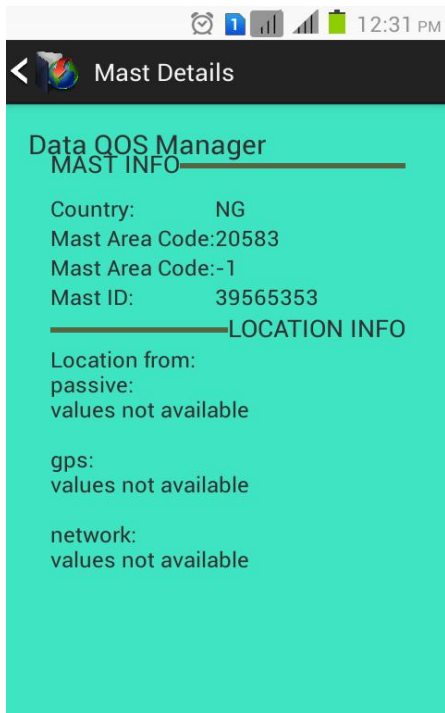 1 12:31 PM
Mast Details
Data QOS Manager
MAST INFO
Country: NG
Mast Area Code:20583
Mast Area Code:-1
Mast ID: 39565353
LOCATION INFO
Location from:
passive:
values not available
gps:
values not available
network:
values not available